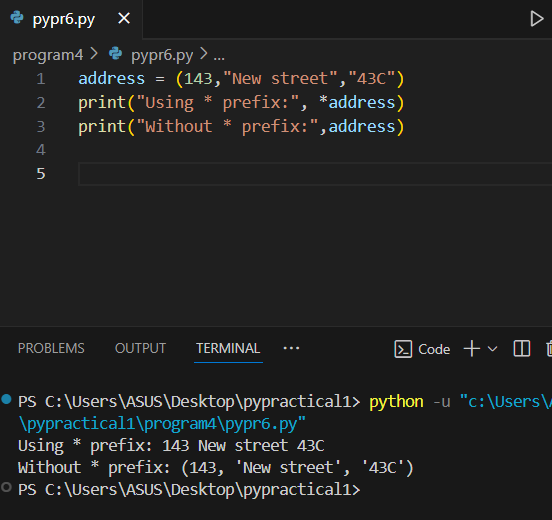 pypr6.py
program4 > pypr6.py > ...
1 address = (143,"New street","43C")
2 print("Using * prefix:", *address)
3 print("Without * prefix:",address)
4
5
PROBLEMS OUTPUT TERMINAL ... Code
PS C:\Users\ASUS\Desktop\pypractical1> python -u "c:\Users\
\pypractical1\program4\pypr6.py"
Using * prefix: 143 New street 43C
Without * prefix: (143, 'New street', '43C')
PS C:\Users\ASUS\Desktop\pypractical1>